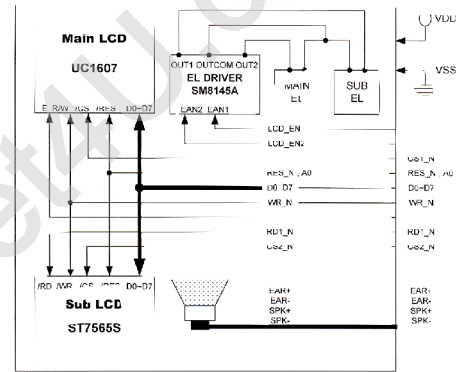 VDD
Main LCD
UC1607
OUT1 OUTCOM OUT2
EL DRIVER
SM8145A
MAIN
EL
SUB
EL
VSS
E R/W /CS /RES D0~D7
EAN2 EAN1
LCD_EN
LCD_EN2
CS1_N
RES_N , A0
RES_N , A0
D0_D7
D0~D7
WR_N
WR_N
RD1_N
RD1_N
CS2_N
CS2_N
/RD /WR /CS /RES D0~D7
Sub LCD
ST7565S
EAR+
EAR-
SPK+
SPK-
EAR+
EAR-
SPK+
SPK-